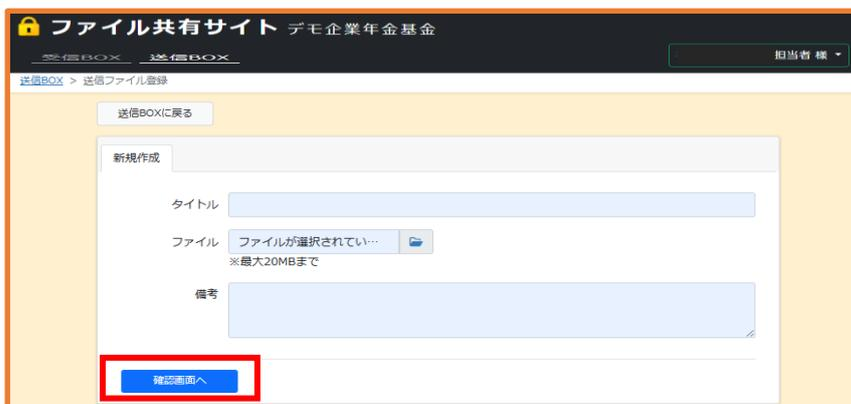 ファイル共有サイト デモ企業年金基金
受信BOX 送信BOX
担当者 様
送信BOX > 送信ファイル登録
送信BOXに戻る
新規作成
タイトル
ファイル ファイルが選択されてい…
※最大20MBまで
備考
確認画面へ